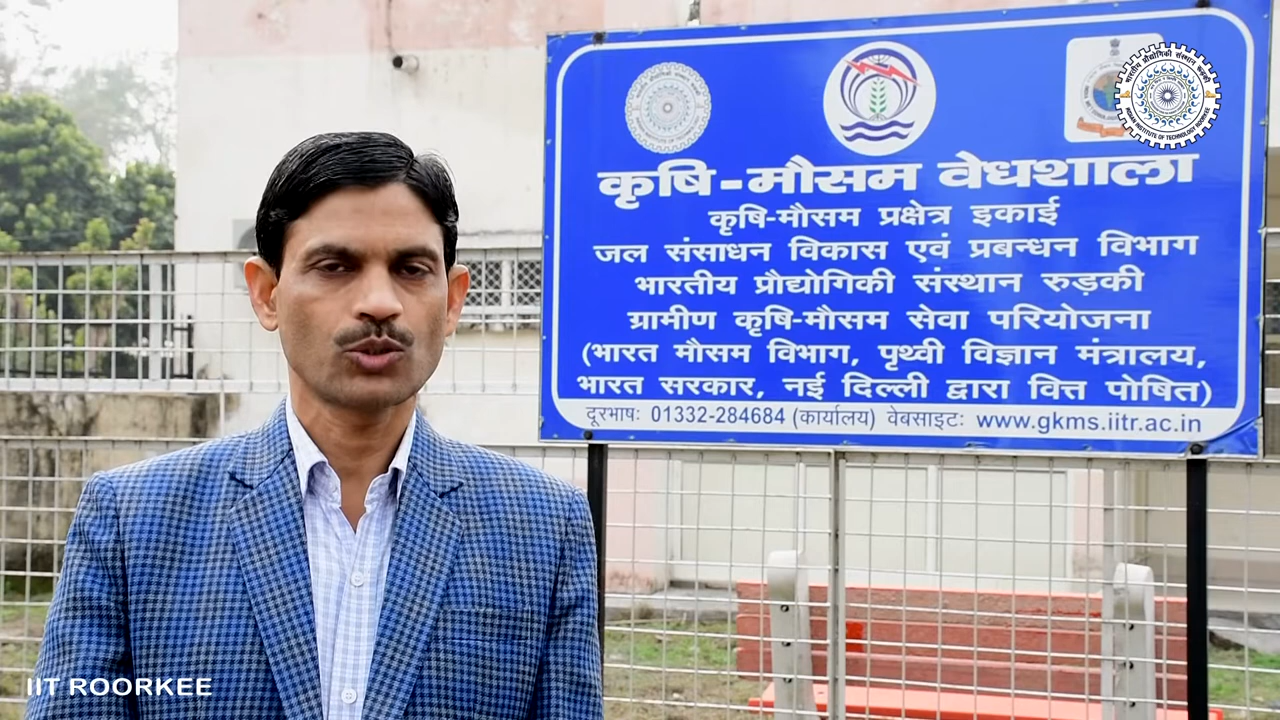 कृषि-मौसम वेधशाला
कृषि-मौसम प्रक्षेत्र इकाई
जल संसाधन विकास एवं प्रबन्धन विभाग
भारतीय प्रौद्योगिकी संस्थान रुड़की
ग्रामीण कृषि-मौसम सेवा परियोजना
(भारत मौसम विभाग, पृथ्वी विज्ञान मंत्रालय,
भारत सरकार, नई दिल्ली द्वारा वित्त पोषित)
दूरभाषः 01332-284684 (कार्यालय) वेबसाइटः www.gkms.iitr.ac.in
IIT ROORKEE